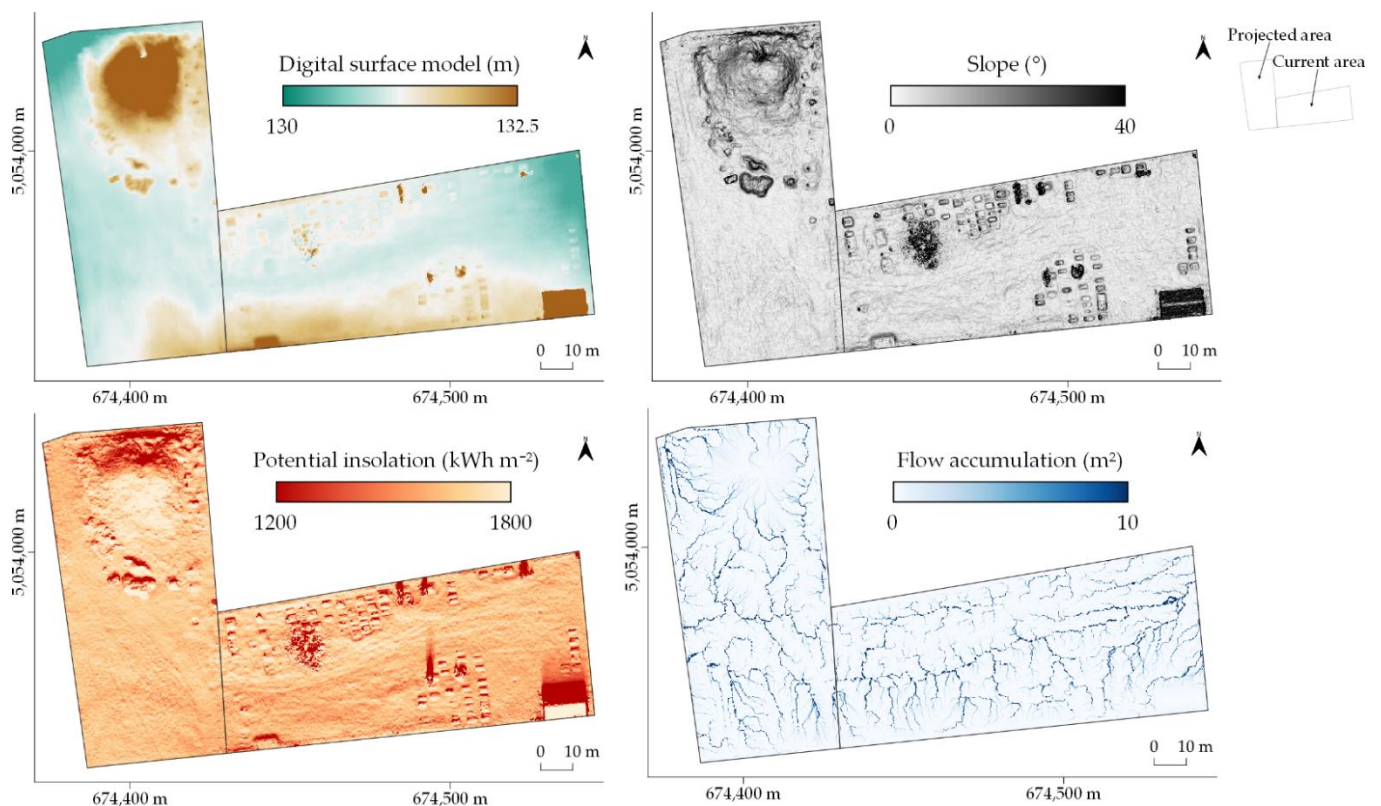 N
Digital surface model (m)
130
132.5
5,054,000 m
0 10 m
674,400 m
674,500 m
N
Slope (°)
0
40
5,054,000 m
0 10 m
674,400 m
674,500 m
Projected area
Current area
N
Potential insolation (kWh m⁻²)
1200
1800
5,054,000 m
0 10 m
674,400 m
674,500 m
N
Flow accumulation (m²)
0
10
5,054,000 m
0 10 m
674,400 m
674,500 m